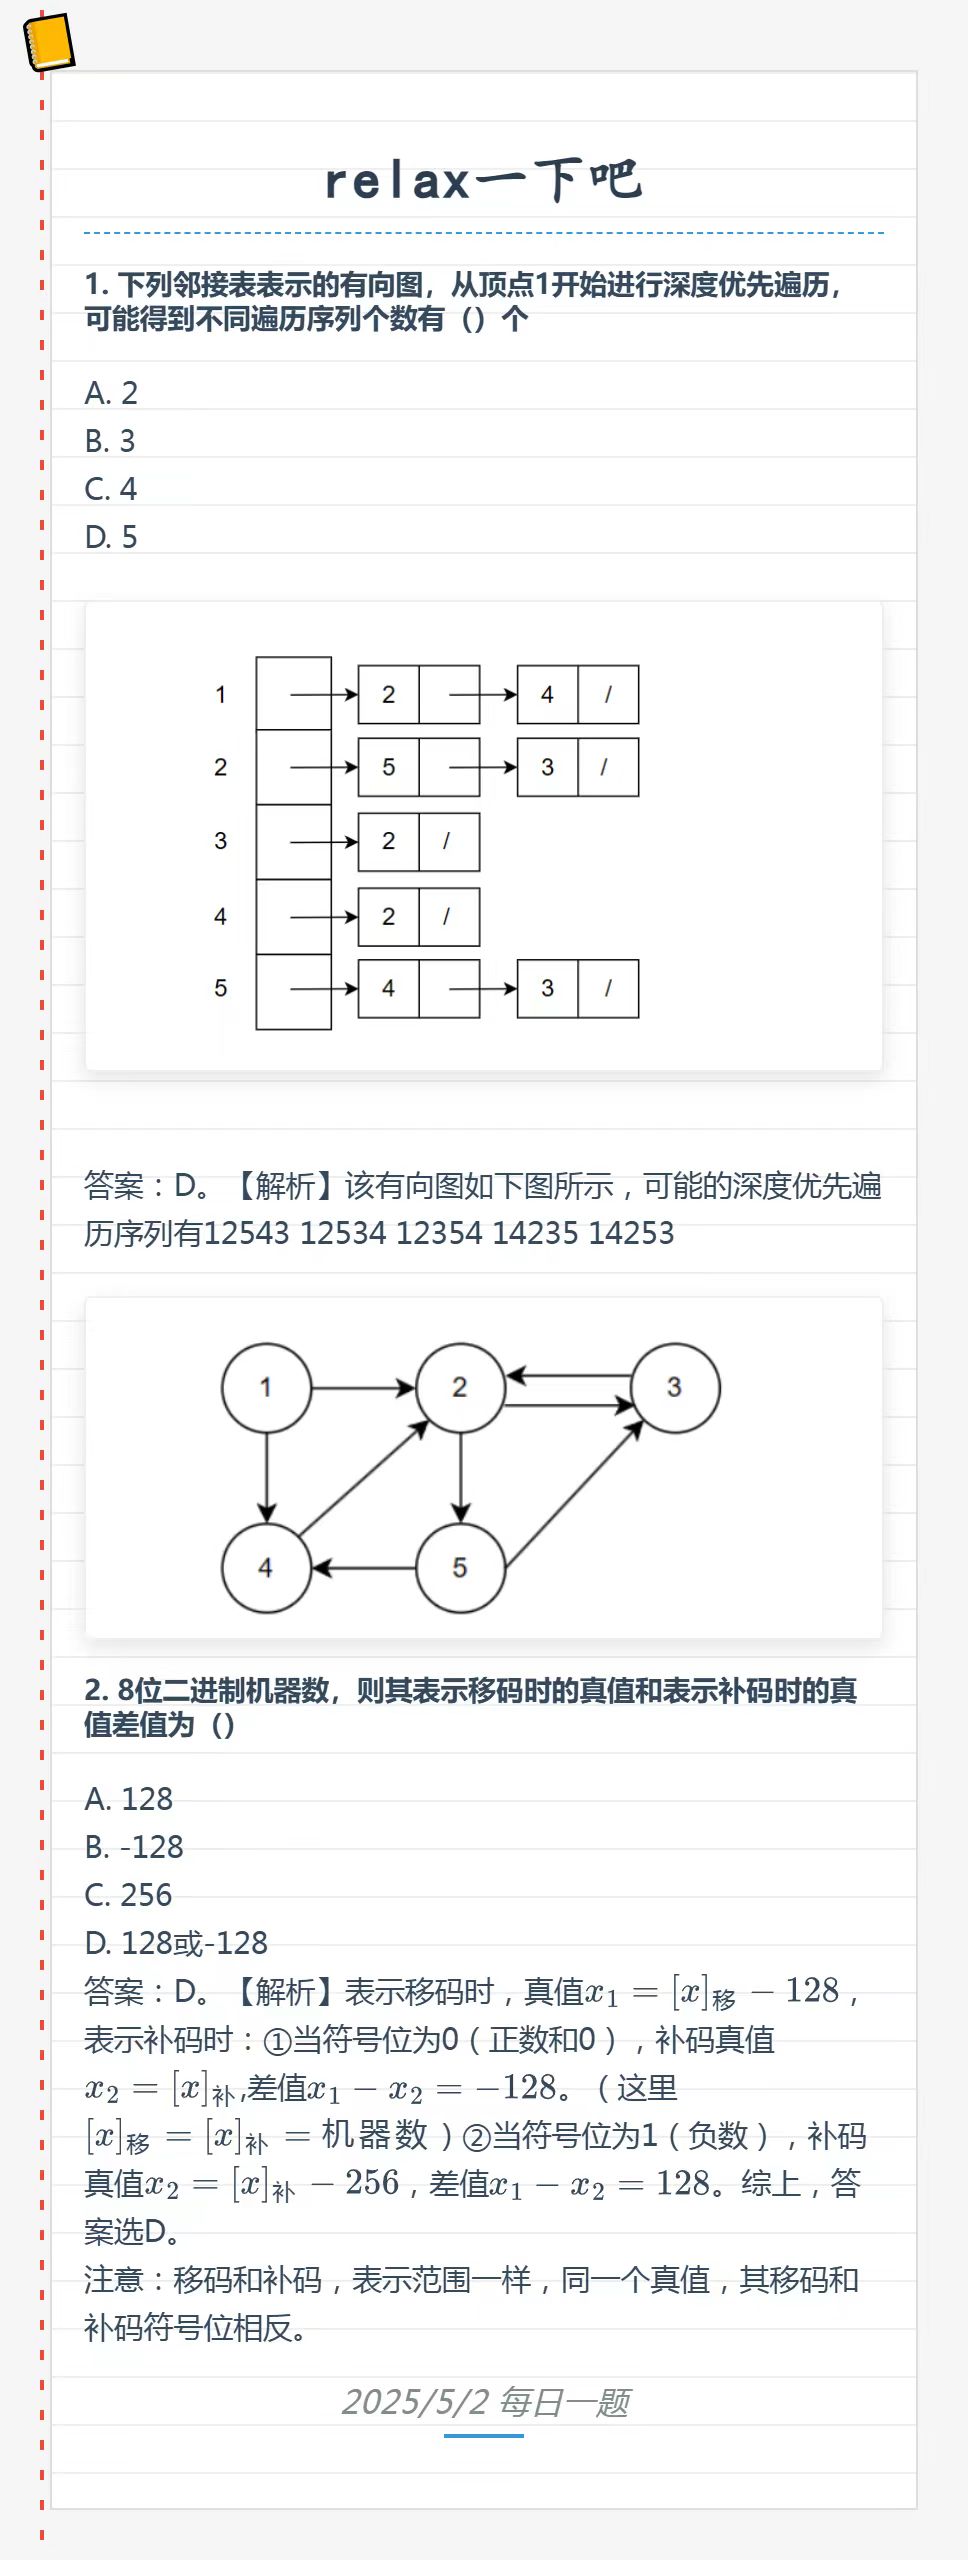 relax一下吧
1. 下列邻接表表示的有向图，从顶点1开始进行深度优先遍历，
可能得到不同遍历序列个数有（）个
A. 2
B. 3
C. 4
D. 5
1 2 4 /
2 5 3 /
3 2 /
4 2 /
5 4 3 /
答案：D。【解析】该有向图如下图所示，可能的深度优先遍
历序列有12543 12534 12354 14235 14253
1 2 3
4 5
2. 8位二进制机器数，则其表示移码时的真值和表示补码时的真
值差值为（）
A. 128
B. -128
C. 256
D. 128或-128
答案：D。【解析】表示移码时，真值x₁ = [x]移 − 128，
表示补码时：①当符号位为0（正数和0），补码真值
x₂ = [x]补,差值x₁ − x₂ = −128。（这里
[x]移 = [x]补 = 机器数）②当符号位为1（负数），补码
真值x₂ = [x]补 − 256，差值x₁ − x₂ = 128。综上，答
案选D。
注意：移码和补码，表示范围一样，同一个真值，其移码和
补码符号位相反。
2025/5/2 每日一题